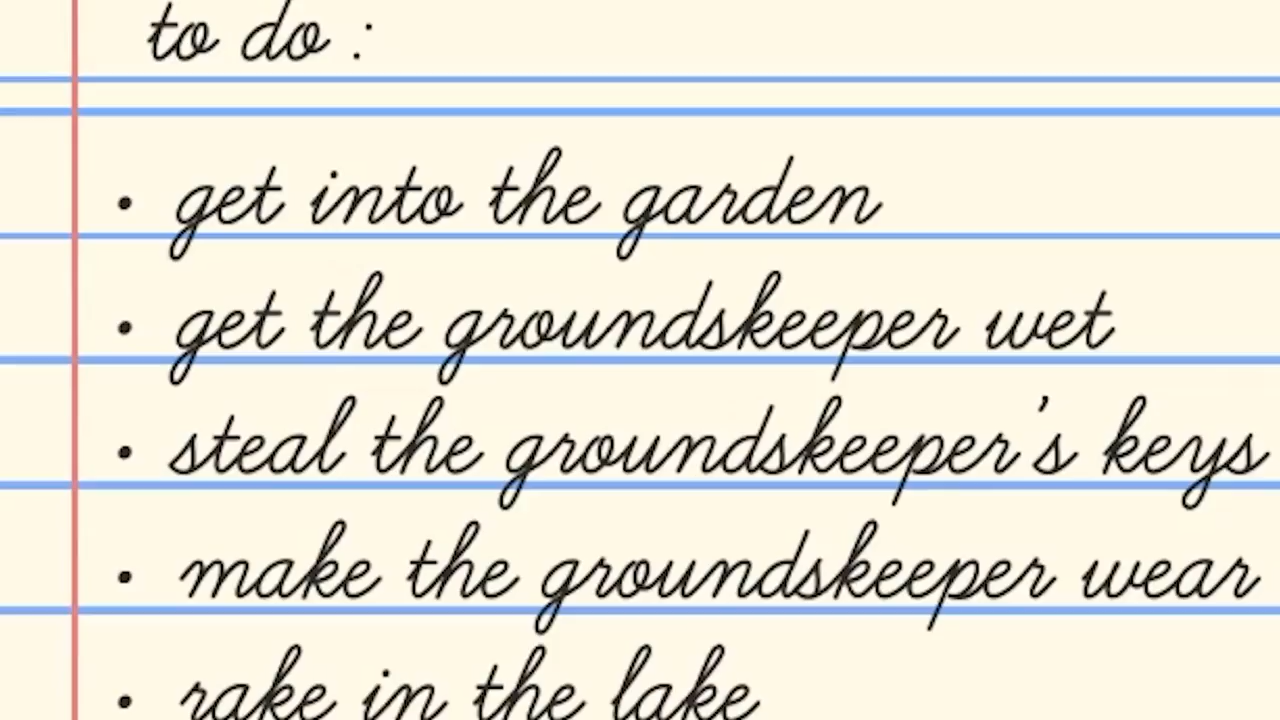 to do :
• get into the garden
• get the groundskeeper wet
• steal the groundskeeper's keys
• make the groundskeeper wear
• rake in the lake